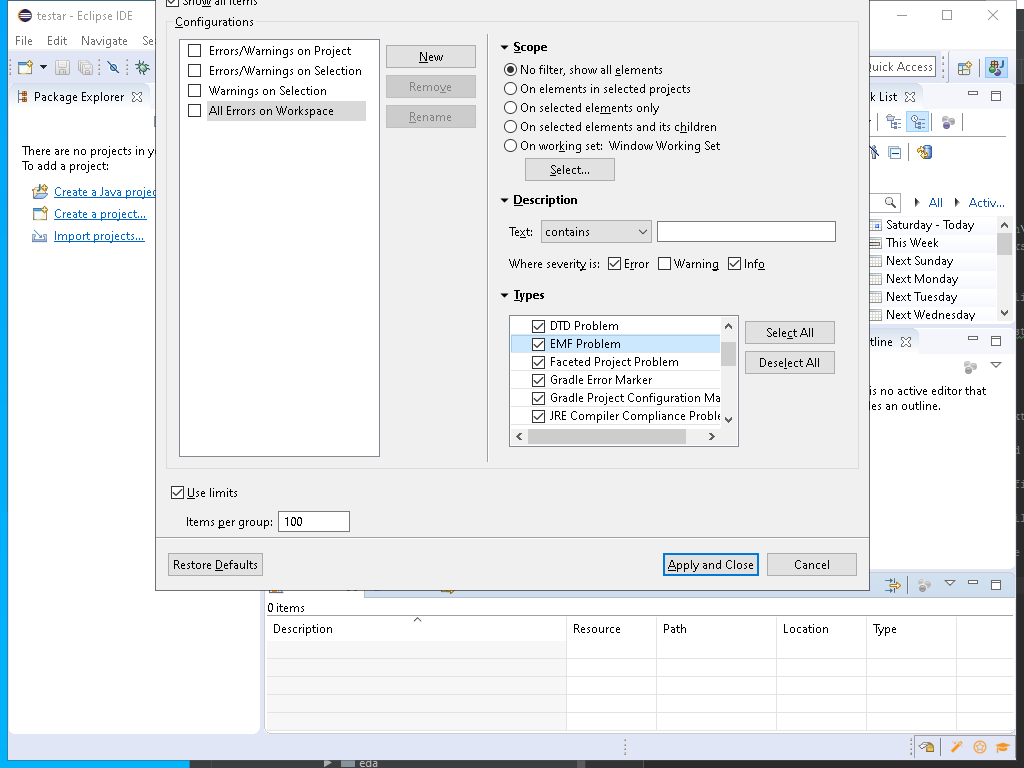 testar - Eclipse IDE
Show all items
File Edit Navigate Se
Configurations
Errors/Warnings on Project
Errors/Warnings on Selection
Warnings on Selection
All Errors on Workspace
New
Remove
Rename
Scope
No filter, show all elements
On elements in selected projects
On selected elements only
On selected elements and its children
On working set: Window Working Set
Select...
Description
Text: contains
Where severity is: Error Warning Info
Types
DTD Problem
EMF Problem
Faceted Project Problem
Gradle Error Marker
Gradle Project Configuration Ma
JRE Compiler Compliance Proble
Select All
Deselect All
Use limits
Items per group: 100
Restore Defaults
Apply and Close
Cancel
Package Explorer
There are no projects in y
To add a project:
Create a Java projec
Create a project...
Import projects...
Quick Access
k List
All Activ...
Saturday - Today
This Week
Next Sunday
Next Monday
Next Tuesday
Next Wednesday
tline
is no active editor that
les an outline.
0 items
Description Resource Path Location Type
eda